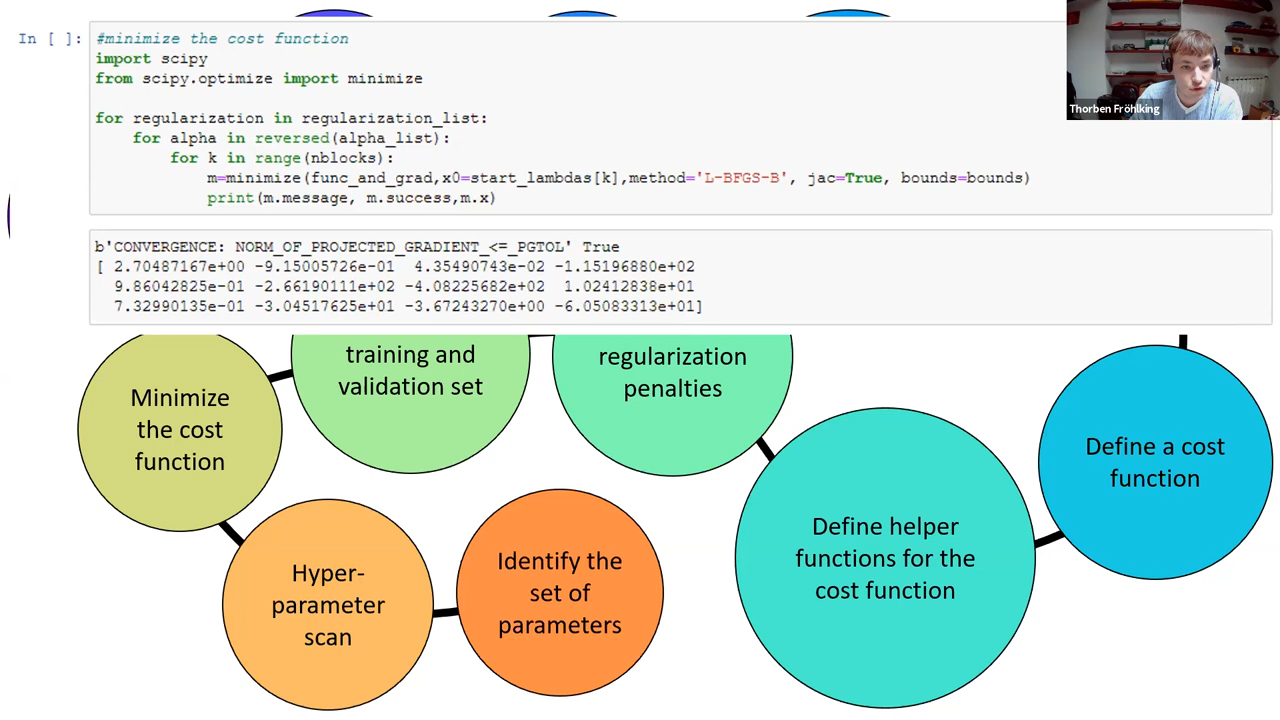 In [ ]:
#minimize the cost function
import scipy
from scipy.optimize import minimize
for regularization in regularization_list:
for alpha in reversed(alpha_list):
for k in range(nblocks):
m=minimize(func_and_grad,x0=start_lambdas[k],method='L-BFGS-B', jac=True, bounds=bounds)
print(m.message, m.success,m.x)
b'CONVERGENCE: NORM_OF_PROJECTED_GRADIENT_<=_PGTOL' True
[ 2.70487167e+00 -9.15005726e-01 4.35490743e-02 -1.15196880e+02
9.86042825e-01 -2.66190111e+02 -4.08225682e+02 1.02412838e+01
7.32990135e-01 -3.04517625e+01 -3.67243270e+00 -6.05083313e+01]
Thorben Fröhlking
training and
validation set
regularization
penalties
Minimize
the cost
function
Define a cost
function
Define helper
functions for the
cost function
Hyper-
parameter
scan
Identify the
set of
parameters